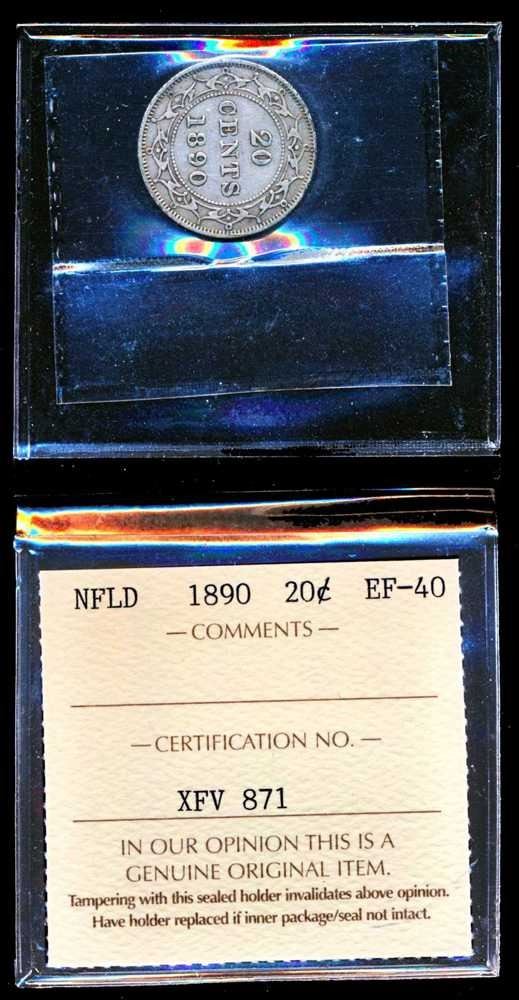 20
CENTS
1890
NFLD 1890 20¢ EF-40
— COMMENTS —
— CERTIFICATION NO. —
XFV 871
IN OUR OPINION THIS IS A
GENUINE ORIGINAL ITEM.
Tampering with this sealed holder invalidates above opinion.
Have holder replaced if inner package/seal not intact.